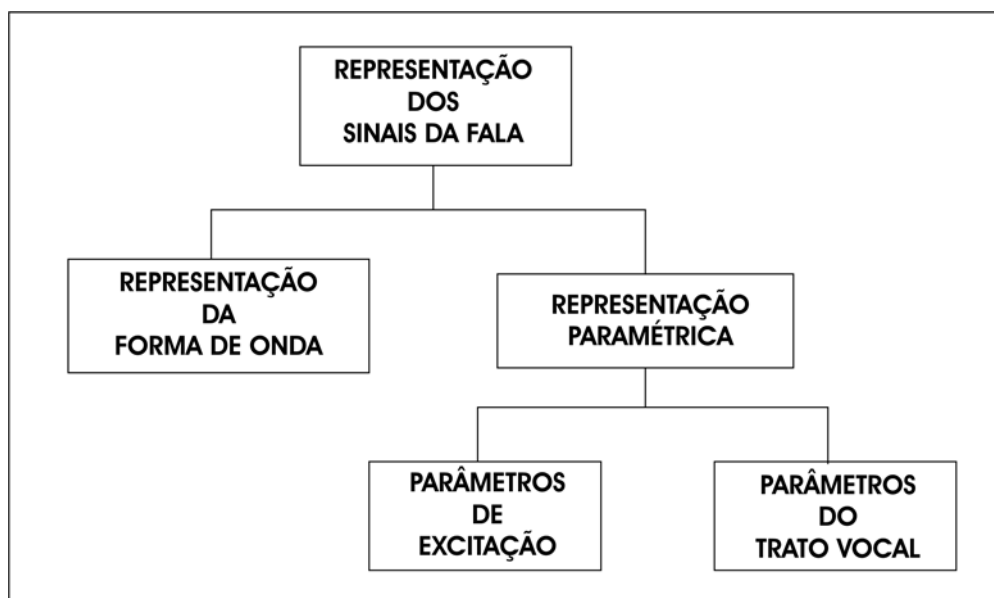 REPRESENTAÇÃO
DOS
SINAIS DA FALA
REPRESENTAÇÃO
DA
FORMA DE ONDA
REPRESENTAÇÃO
PARAMÉTRICA
PARÂMETROS
DE
EXCITAÇÃO
PARÂMETROS
DO
TRATO VOCAL